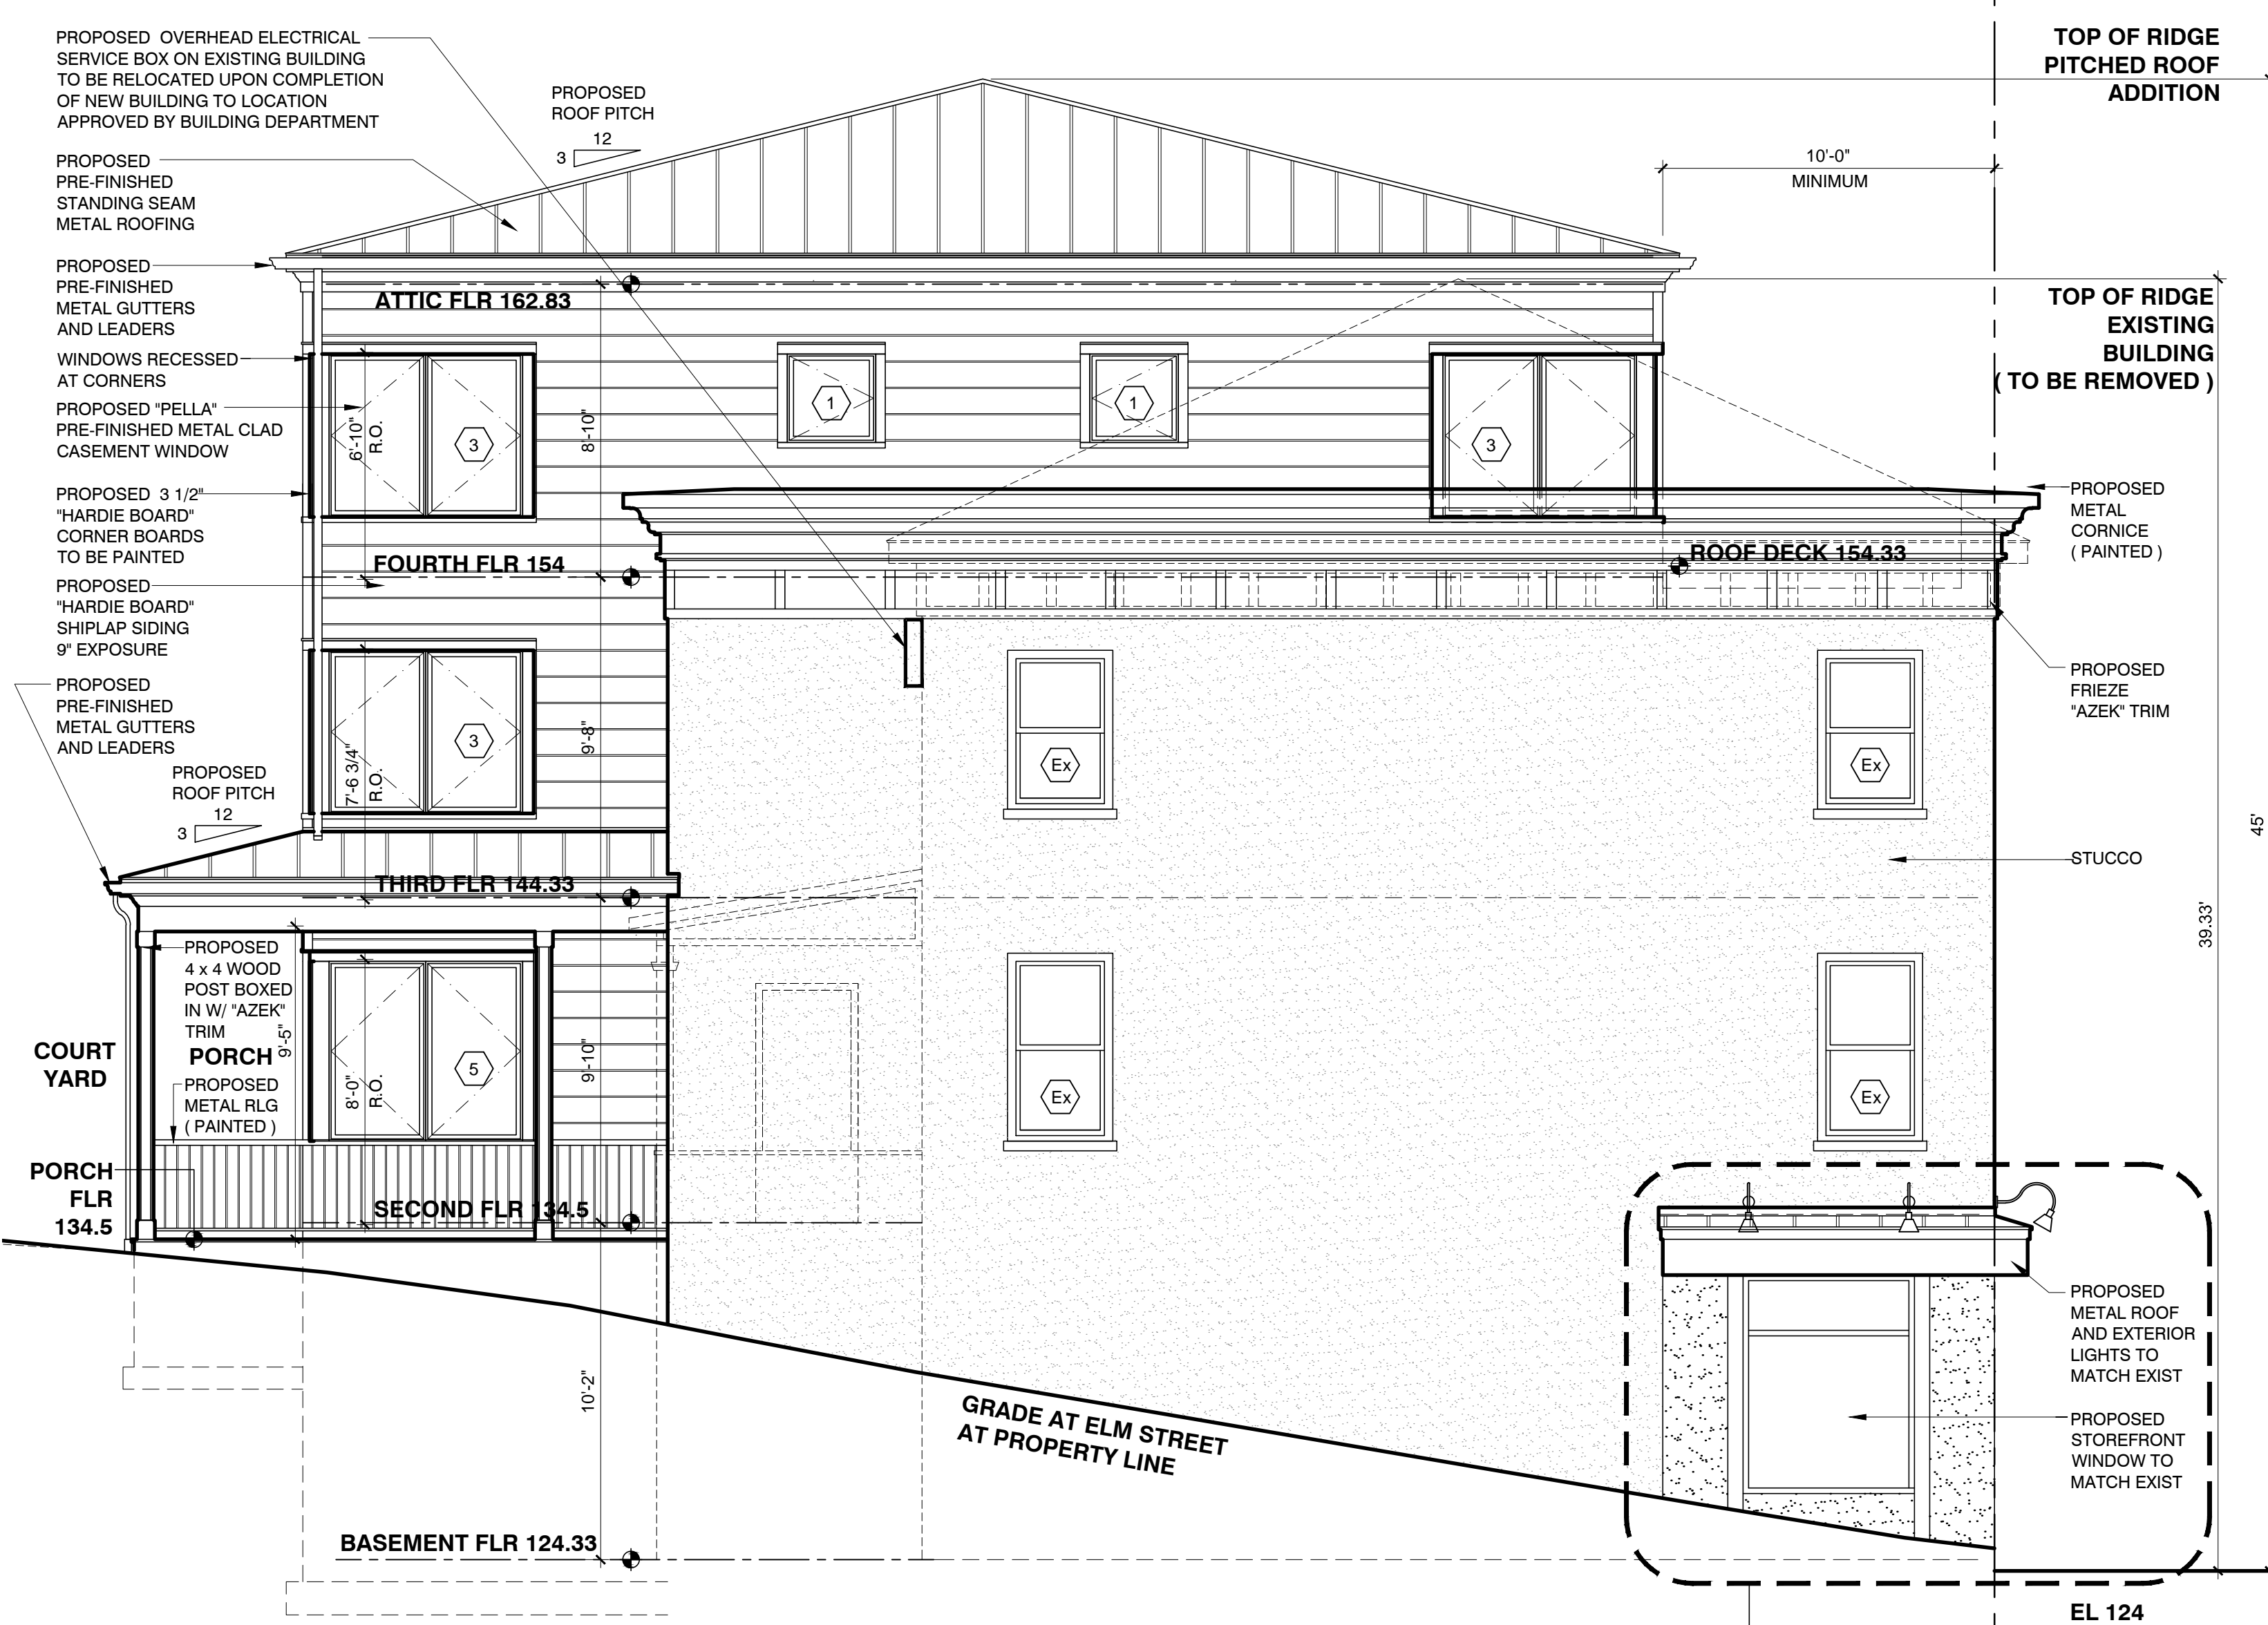 PROPOSED  OVERHEAD ELECTRICAL
SERVICE BOX ON EXISTING BUILDING
TO BE RELOCATED UPON COMPLETION
OF NEW BUILDING TO LOCATION
APPROVED BY BUILDING DEPARTMENT
PROPOSED
ROOF PITCH
12
3
PROPOSED
PRE-FINISHED
STANDING SEAM
METAL ROOFING
PROPOSED
PRE-FINISHED
METAL GUTTERS
AND LEADERS
WINDOWS RECESSED
AT CORNERS
PROPOSED "PELLA"
PRE-FINISHED METAL CLAD
CASEMENT WINDOW
PROPOSED  3 1/2"
"HARDIE BOARD"
CORNER BOARDS
TO BE PAINTED
PROPOSED
"HARDIE BOARD"
SHIPLAP SIDING
9" EXPOSURE
PROPOSED
PRE-FINISHED
METAL GUTTERS
AND LEADERS
PROPOSED
ROOF PITCH
12
3
TOP OF RIDGE
PITCHED ROOF
ADDITION
10'-0"
MINIMUM
TOP OF RIDGE
EXISTING
BUILDING
( TO BE REMOVED )
ATTIC FLR 162.83
6'-10"
R.O.
3
8'-10"
1
1
3
FOURTH FLR 154
ROOF DECK 154.33
PROPOSED
METAL
CORNICE
( PAINTED )
PROPOSED
FRIEZE
"AZEK" TRIM
7'-6 3/4"
R.O.
3
9'-8"
Ex
Ex
STUCCO
45'
39.33'
THIRD FLR 144.33
PROPOSED
4 x 4 WOOD
POST BOXED
IN W/ "AZEK"
TRIM
PORCH
9'-5"
COURT
YARD
PROPOSED
METAL RLG
( PAINTED )
8'-0"
R.O.
5
9'-10"
Ex
Ex
PORCH
FLR
134.5
SECOND FLR 134.5
10'-2"
GRADE AT ELM STREET
AT PROPERTY LINE
PROPOSED
METAL ROOF
AND EXTERIOR
LIGHTS TO
MATCH EXIST
PROPOSED
STOREFRONT
WINDOW TO
MATCH EXIST
BASEMENT FLR 124.33
EL 124